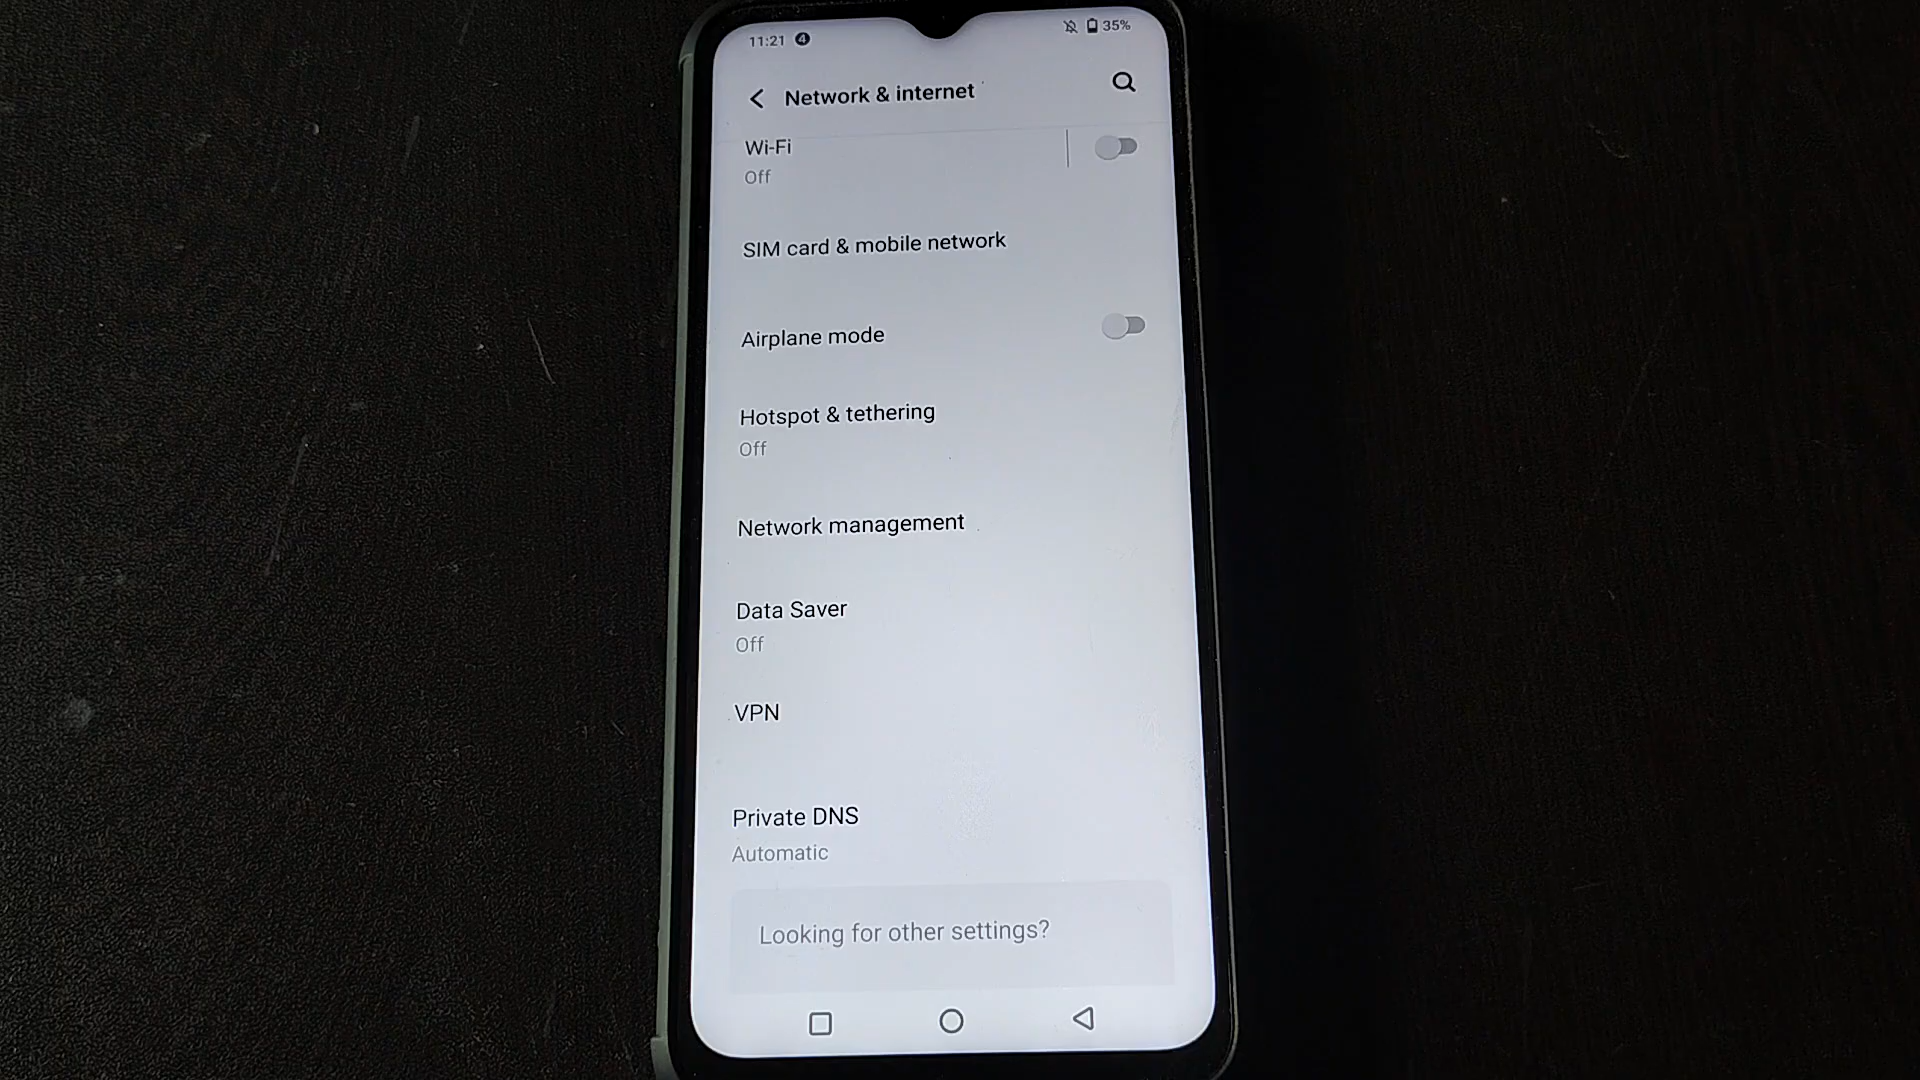 11:21 4 35%
Network & internet
Wi-Fi
Off
SIM card & mobile network
Airplane mode
Hotspot & tethering
Off
Network management
Data Saver
Off
VPN
Private DNS
Automatic
Looking for other settings?